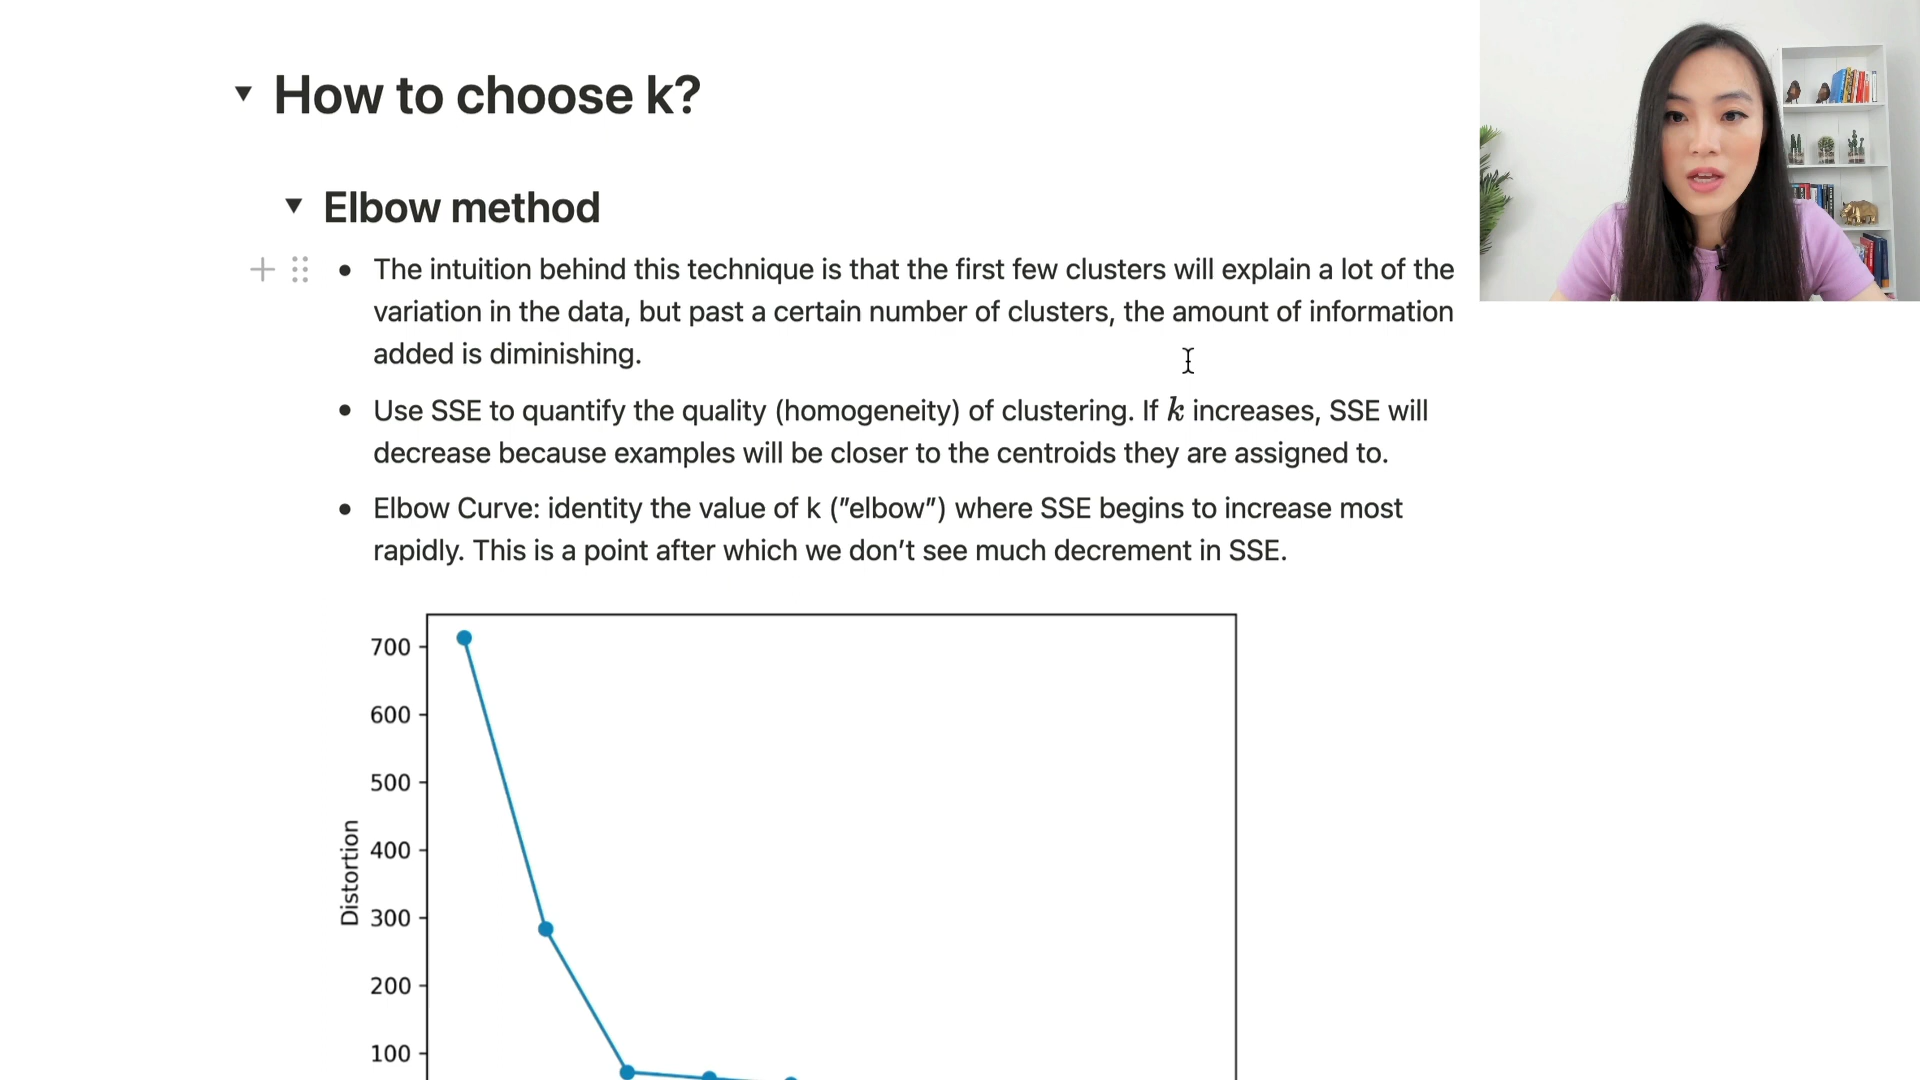 How to choose k?
Elbow method
The intuition behind this technique is that the first few clusters will explain a lot of the
variation in the data, but past a certain number of clusters, the amount of information
added is diminishing.
Use SSE to quantify the quality (homogeneity) of clustering. If k increases, SSE will
decrease because examples will be closer to the centroids they are assigned to.
Elbow Curve: identity the value of k (″elbow″) where SSE begins to increase most
rapidly. This is a point after which we don’t see much decrement in SSE.
700
600
500
400
300
200
100
Distortion